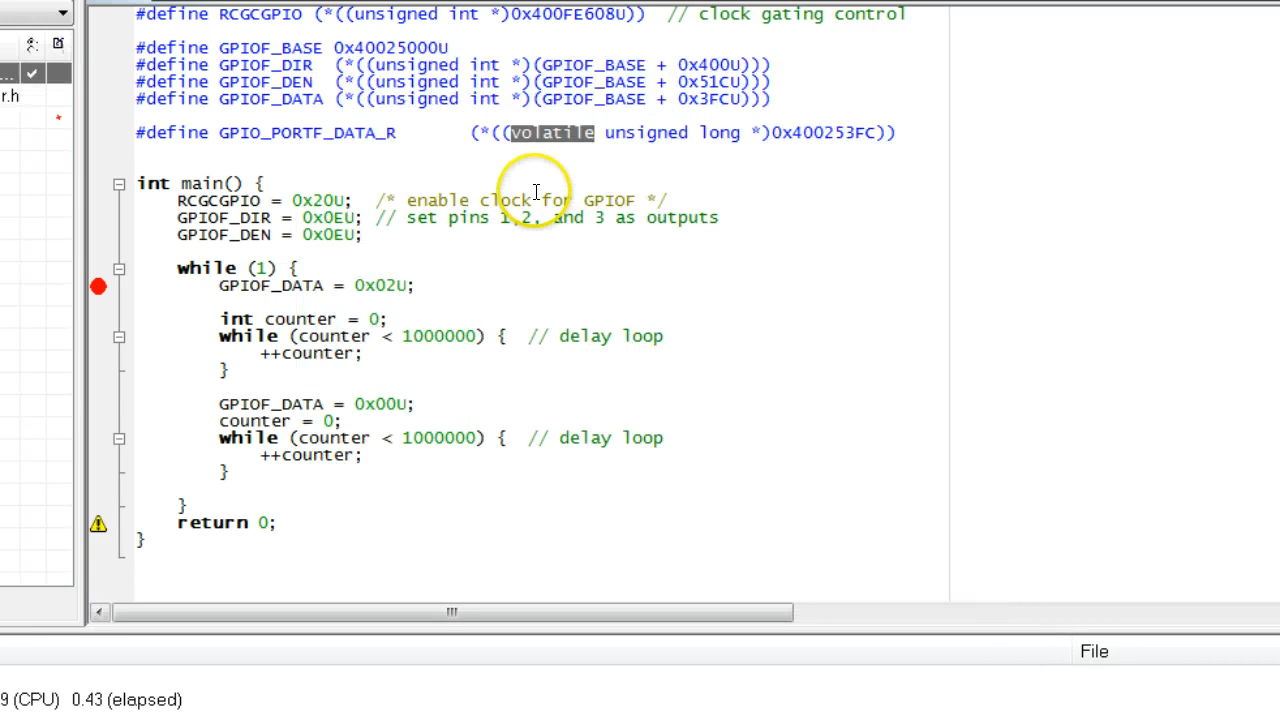 #define RCGCGPIO (*((unsigned int *)0x400FE608U)) // clock gating control
#define GPIOF_BASE 0x40025000U
#define GPIOF_DIR (*((unsigned int *)(GPIOF_BASE + 0x400U)))
#define GPIOF_DEN (*((unsigned int *)(GPIOF_BASE + 0x51CU)))
#define GPIOF_DATA (*((unsigned int *)(GPIOF_BASE + 0x3FCU)))
r.h
#define GPIO_PORTF_DATA_R (*((volatile unsigned long *)0x400253FC))
int main() {
RCGCGPIO = 0x20U; /* enable clock for GPIOF */
GPIOF_DIR = 0x0EU; // set pins 1,2, and 3 as outputs
GPIOF_DEN = 0x0EU;
while (1) {
GPIOF_DATA = 0x02U;
int counter = 0;
while (counter < 1000000) { // delay loop
++counter;
}
GPIOF_DATA = 0x00U;
counter = 0;
while (counter < 1000000) { // delay loop
++counter;
}
}
return 0;
}
File
9 (CPU) 0.43 (elapsed)